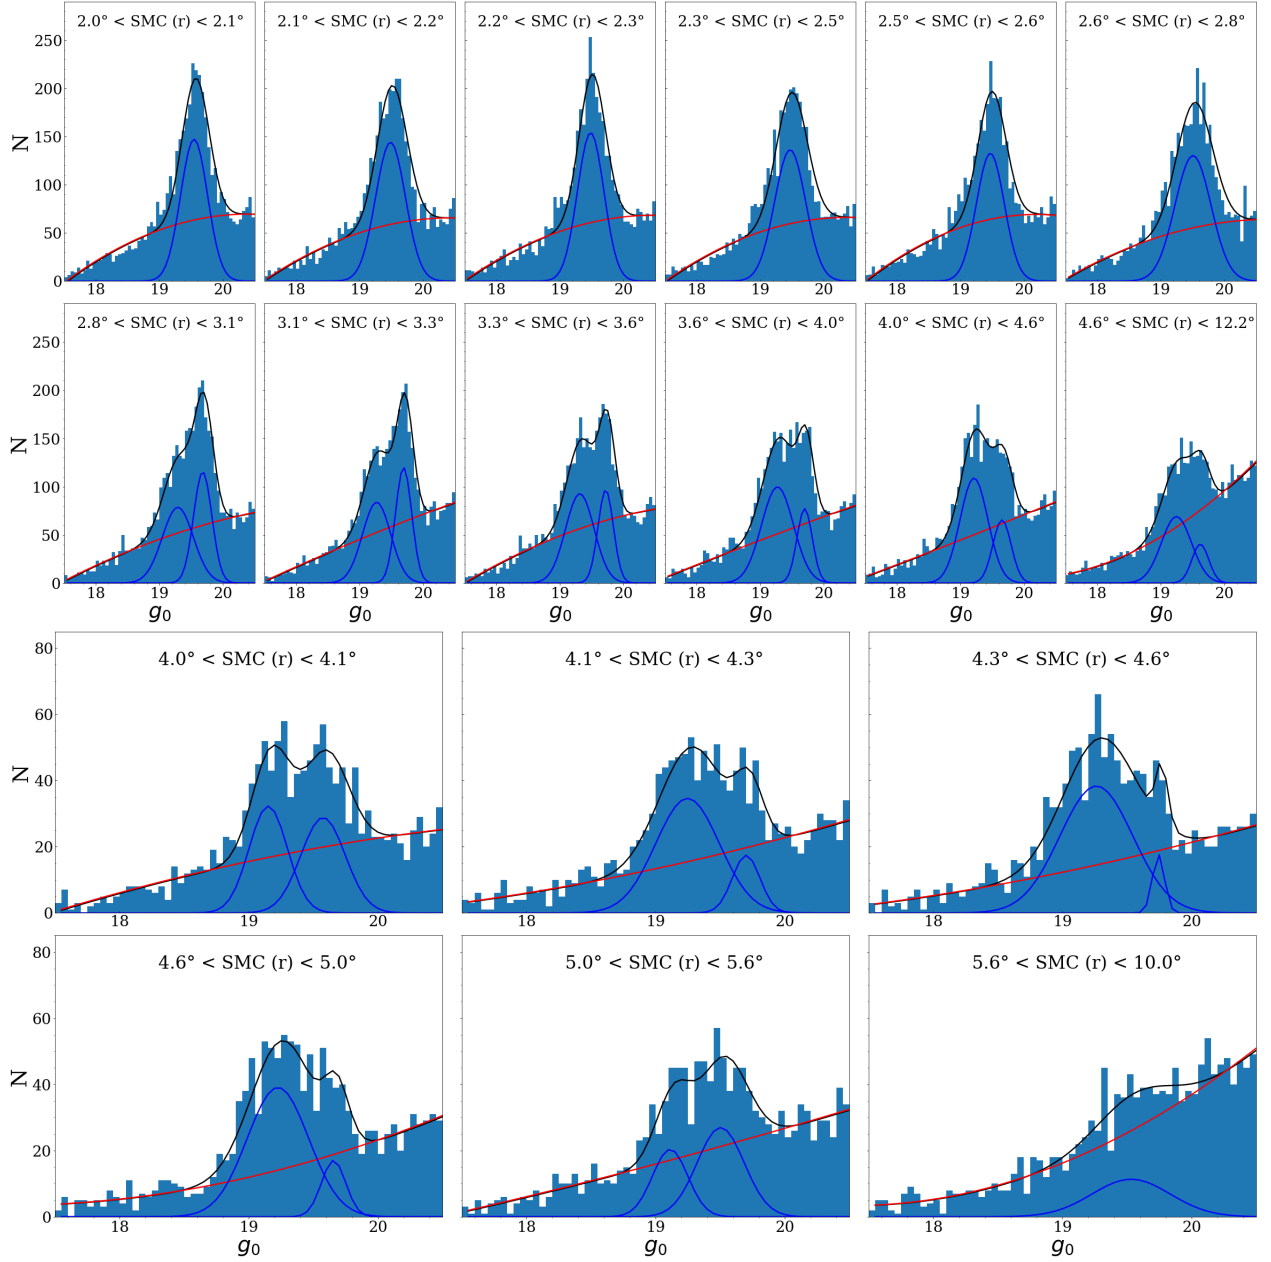 2.0° < SMC (r) < 2.1° 2.1° < SMC (r) < 2.2° 2.2° < SMC (r) < 2.3° 2.3° < SMC (r) < 2.5° 2.5° < SMC (r) < 2.6° 2.6° < SMC (r) < 2.8°
250
200
150
N
100
50
0
18 19 20 18 19 20 18 19 20 18 19 20 18 19 20 18 19 20
2.8° < SMC (r) < 3.1° 3.1° < SMC (r) < 3.3° 3.3° < SMC (r) < 3.6° 3.6° < SMC (r) < 4.0° 4.0° < SMC (r) < 4.6° 4.6° < SMC (r) < 12.2°
250
200
150
N
100
50
0
18 19 20 18 19 20 18 19 20 18 19 20 18 19 20 18 19 20
g₀ g₀ g₀ g₀ g₀ g₀
80
4.0° < SMC (r) < 4.1° 4.1° < SMC (r) < 4.3° 4.3° < SMC (r) < 4.6°
60
N
40
20
0
18 19 20 18 19 20 18 19 20
80
4.6° < SMC (r) < 5.0° 5.0° < SMC (r) < 5.6° 5.6° < SMC (r) < 10.0°
60
N
40
20
0
18 19 20 18 19 20 18 19 20
g₀ g₀ g₀